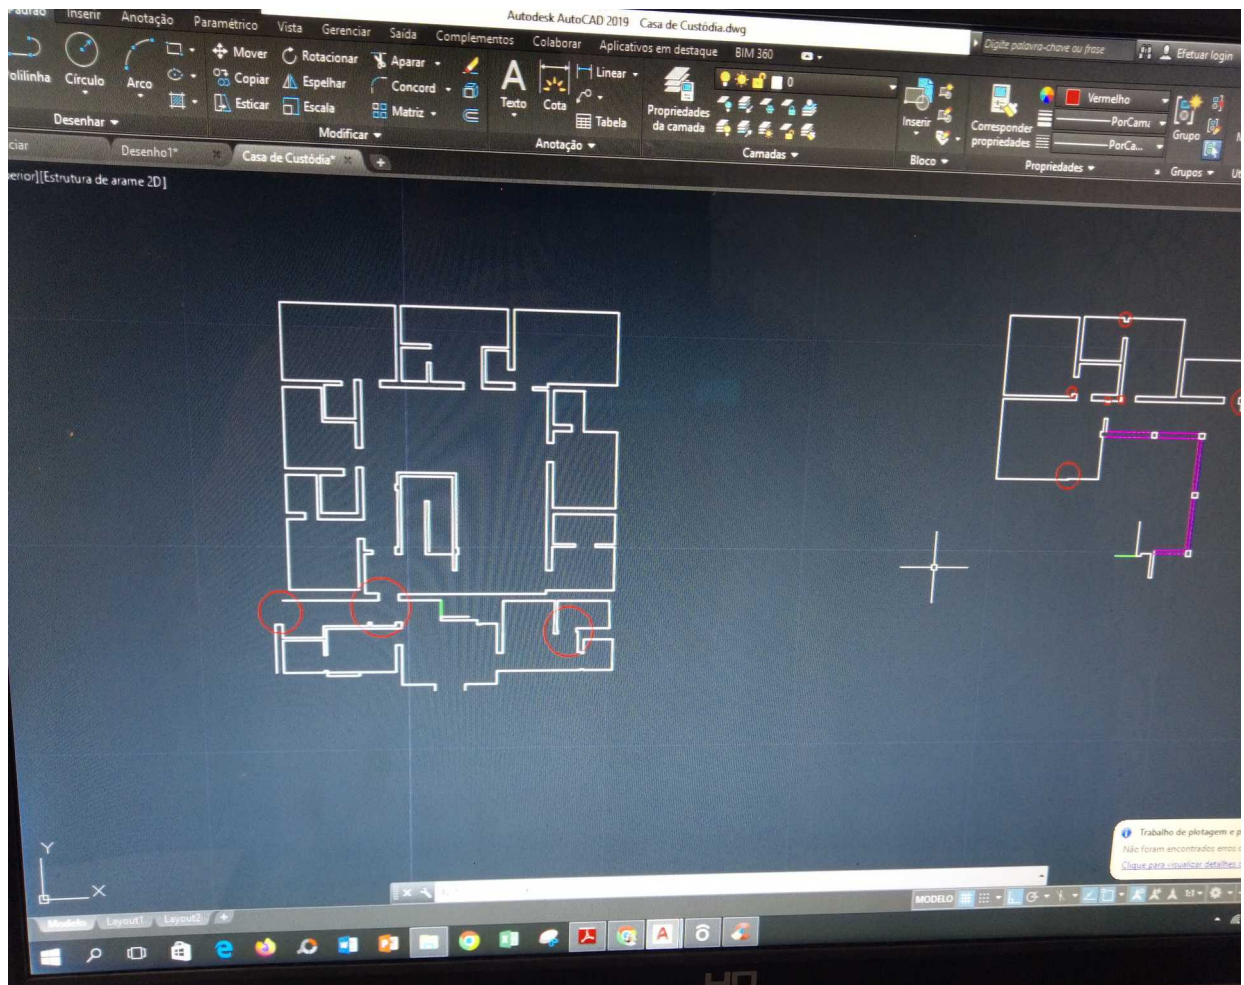 Autodesk AutoCAD 2019 Casa de Custódia.dwg
Digite palavra-chave ou frase
Efetuar login
Inserir Anotação Paramétrico Vista Gerenciar Saída Complementos Colaborar Aplicativos em destaque BIM 360
Círculo
Arco
Desenhar
Mover
Copiar
Esticar
Rotacionar
Espelhar
Escala
Aparar
Concord
Matriz
Modificar
A
Texto
Cota
Linear
Tabela
Anotação
Propriedades
da camada
0
Camadas
Inserir
Bloco
Corresponder
propriedades
Vermelho
PorCa...
Propriedades
Grupo
Grupos
Desenho1*
Casa de Custódia*
[Estrutura de arame 2D]
Y
X
Trabalho de plotagem e p
Não foram encontrados erros
Clique para visualizar detalhes
MODELO
1:1
Modelo Layout1 Layout2